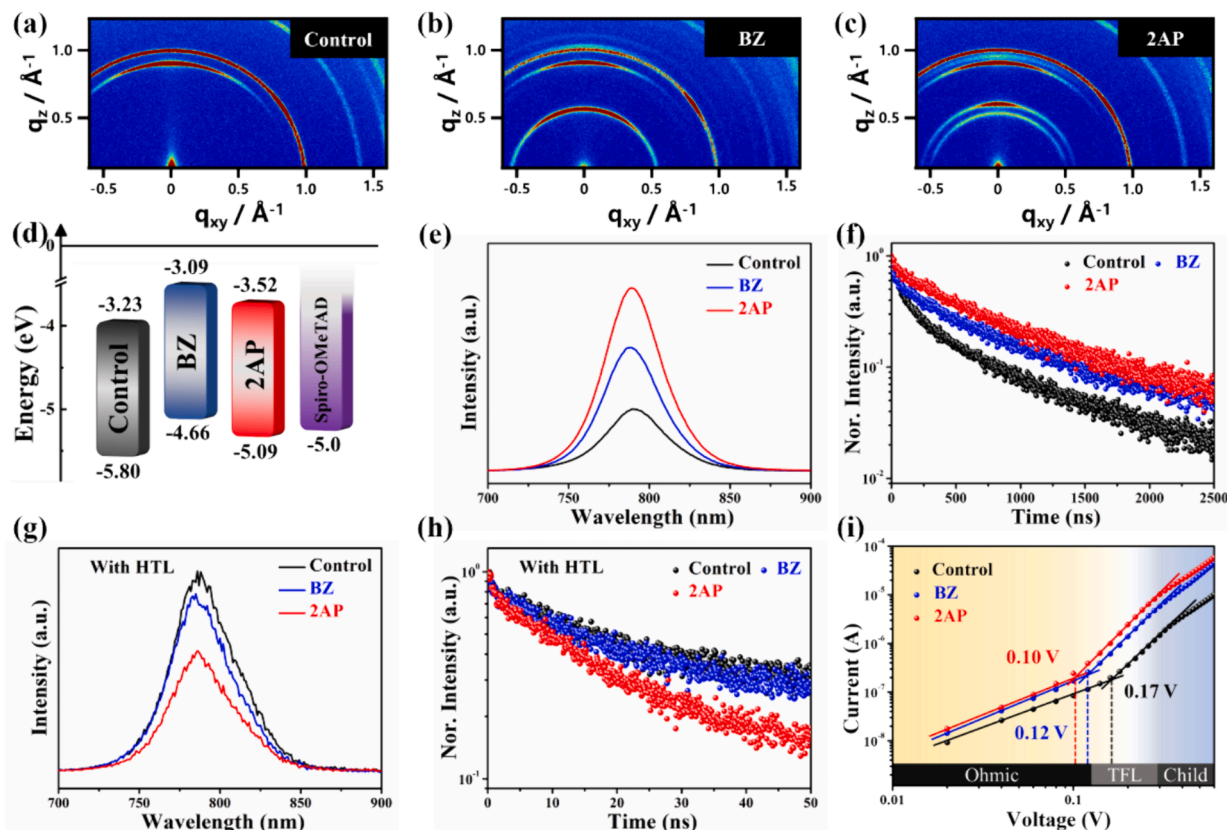 (a)
Control
1.0
0.5
q_z / Å⁻¹
-0.5
0
0.5
1.0
1.5
q_xy / Å⁻¹
(b)
BZ
1.0
0.5
q_z / Å⁻¹
-0.5
0
0.5
1.0
1.5
q_xy / Å⁻¹
(c)
2AP
1.0
0.5
q_z / Å⁻¹
-0.5
0
0.5
1.0
1.5
q_xy / Å⁻¹
(d)
0
-4
-5
Energy (eV)
-3.23
Control
-5.80
-3.09
BZ
-4.66
-3.52
2AP
-5.09
Spiro-OMeTAD
-5.0
(e)
Control
BZ
2AP
Intensity (a.u.)
700
750
800
850
900
Wavelength (nm)
(f)
Control
BZ
2AP
10⁰
10⁻¹
10⁻²
Nor. Intensity (a.u.)
0
500
1000
1500
2000
2500
Time (ns)
(g)
With HTL
Control
BZ
2AP
Intensity (a.u.)
700
750
800
850
900
Wavelength (nm)
(h)
With HTL
Control
BZ
2AP
10⁰
10⁻¹
Nor. Intensity (a.u.)
0
10
20
30
40
50
Time (ns)
(i)
Control
BZ
2AP
10⁻⁴
10⁻⁵
10⁻⁶
10⁻⁷
10⁻⁸
Current (A)
0.10 V
0.12 V
0.17 V
Ohmic
TFL
Child
0.01
0.1
Voltage (V)